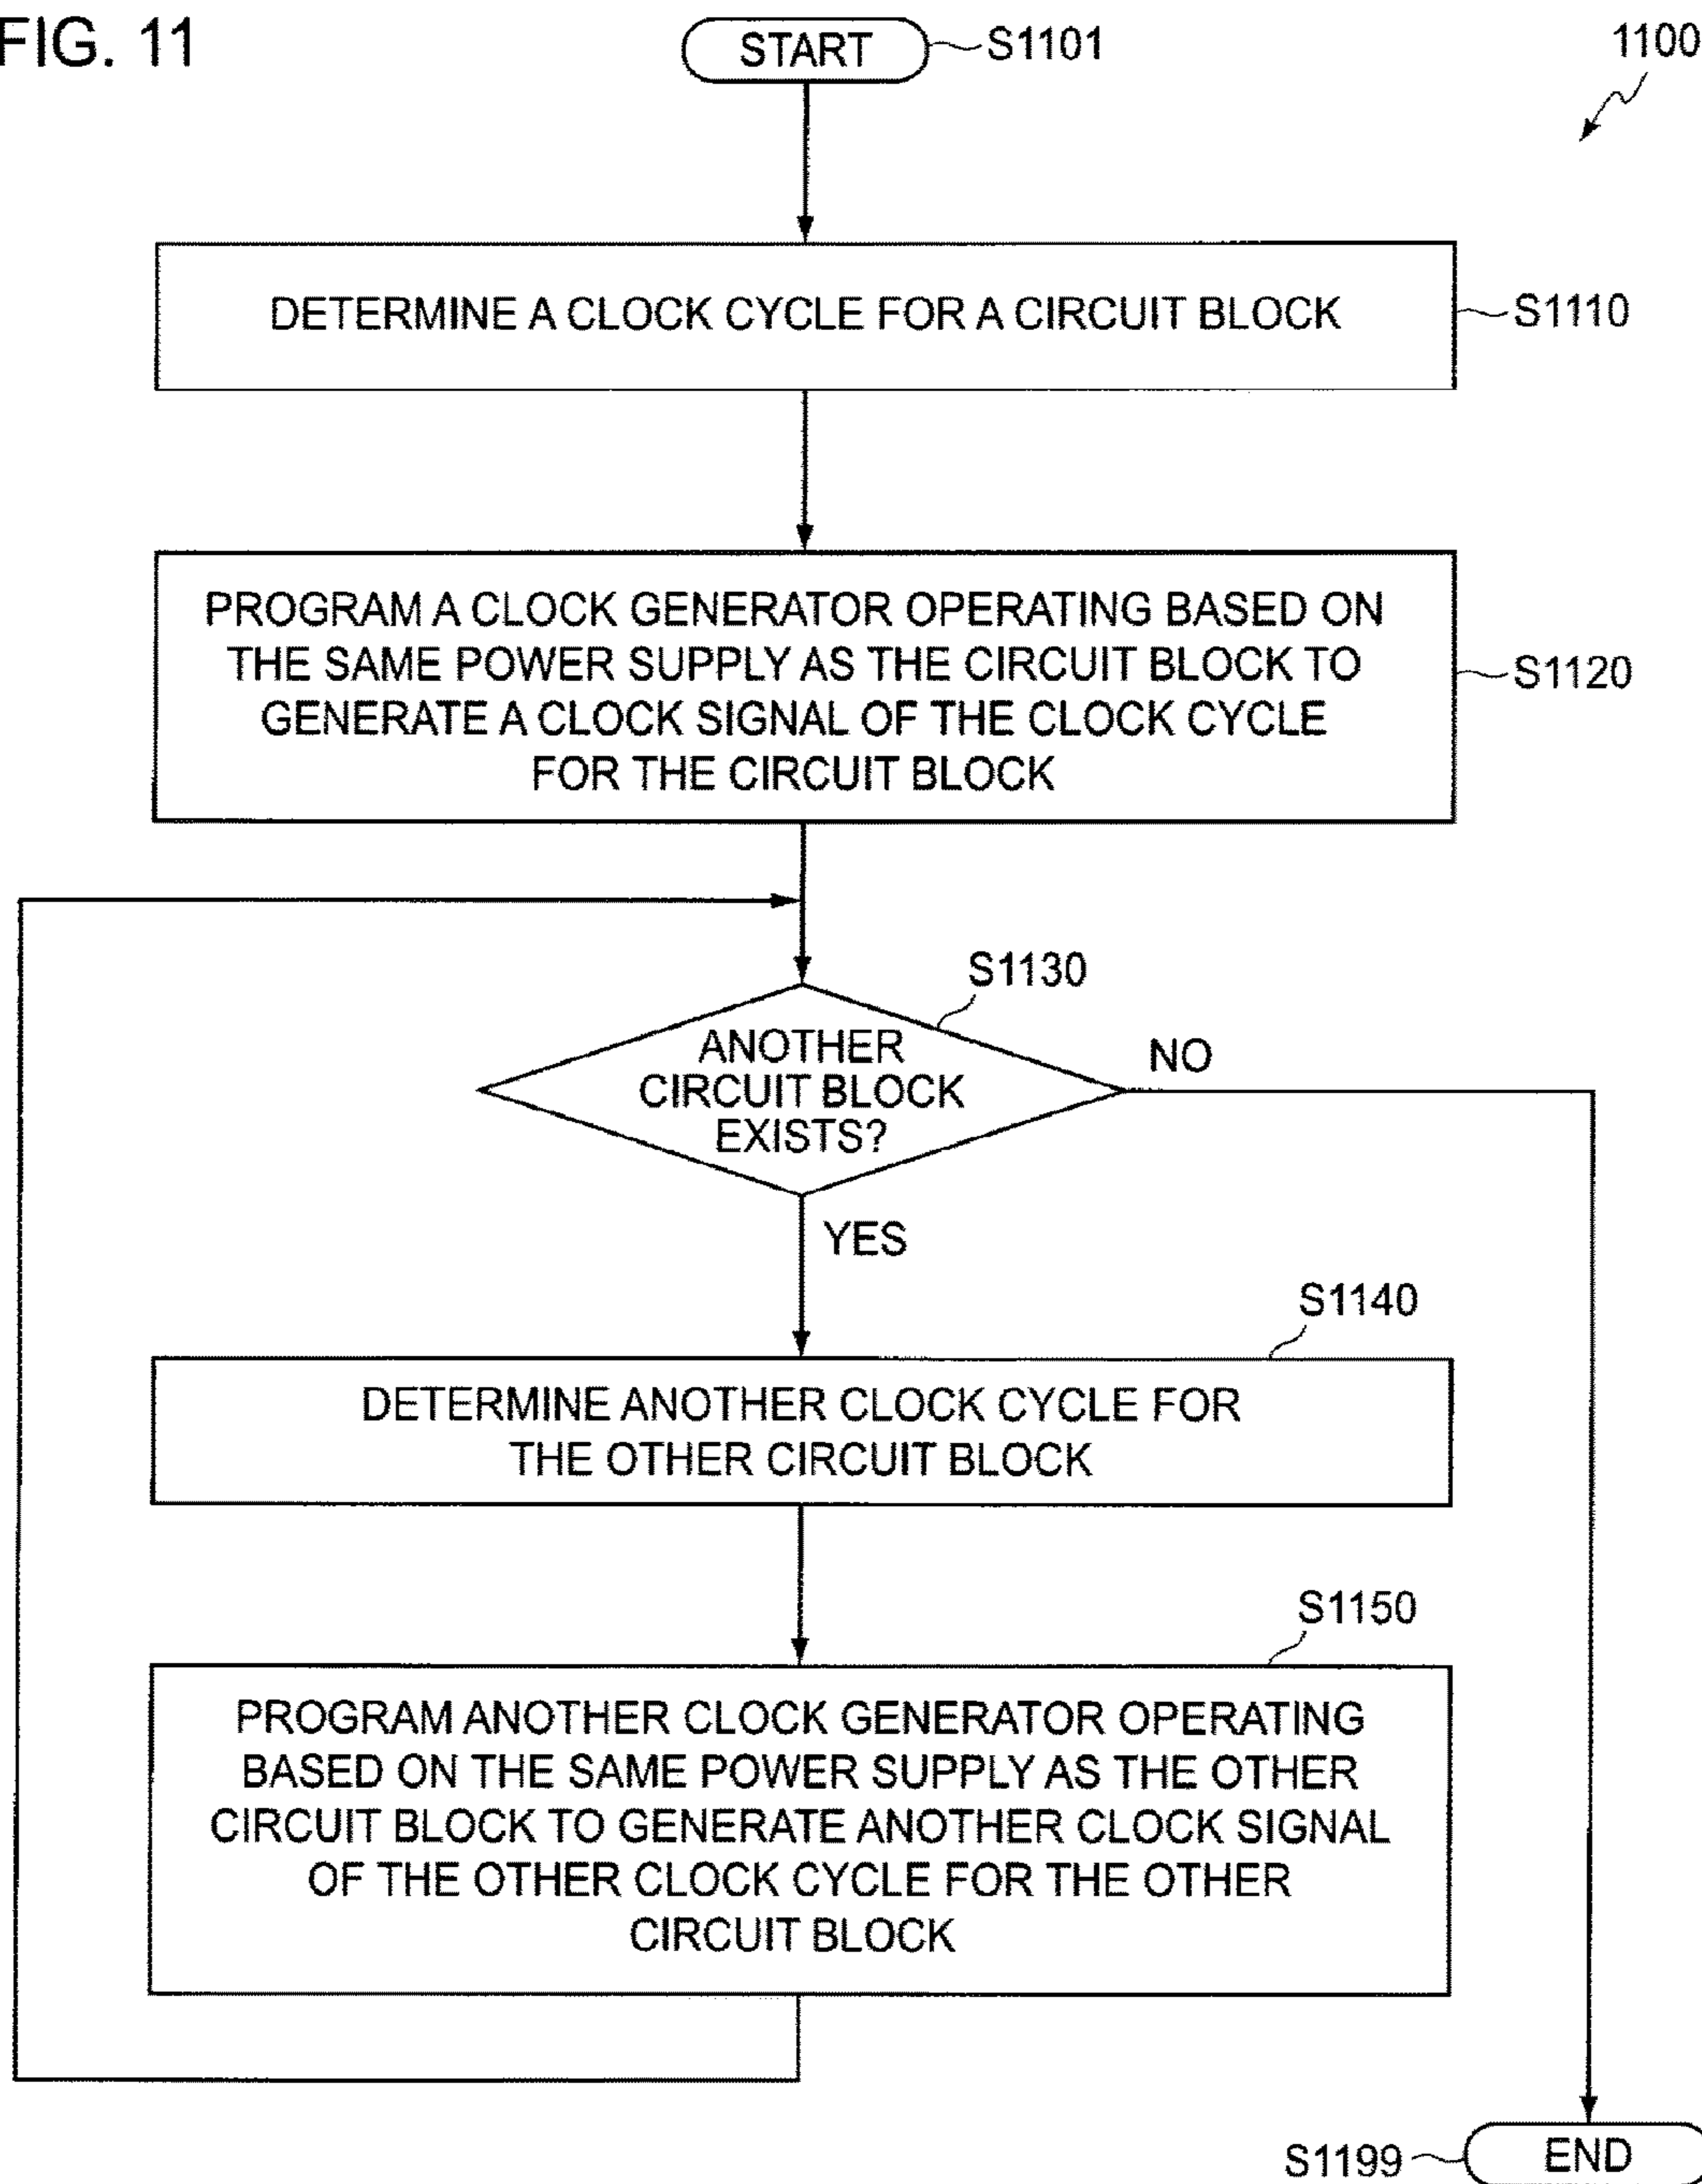 FIG. 11
START
S1101
1100
DETERMINE A CLOCK CYCLE FOR A CIRCUIT BLOCK
S1110
PROGRAM A CLOCK GENERATOR OPERATING BASED ON
THE SAME POWER SUPPLY AS THE CIRCUIT BLOCK TO
GENERATE A CLOCK SIGNAL OF THE CLOCK CYCLE
FOR THE CIRCUIT BLOCK
S1120
S1130
ANOTHER
CIRCUIT BLOCK
EXISTS?
NO
YES
S1140
DETERMINE ANOTHER CLOCK CYCLE FOR
THE OTHER CIRCUIT BLOCK
S1150
PROGRAM ANOTHER CLOCK GENERATOR OPERATING
BASED ON THE SAME POWER SUPPLY AS THE OTHER
CIRCUIT BLOCK TO GENERATE ANOTHER CLOCK SIGNAL
OF THE OTHER CLOCK CYCLE FOR THE OTHER
CIRCUIT BLOCK
S1199
END